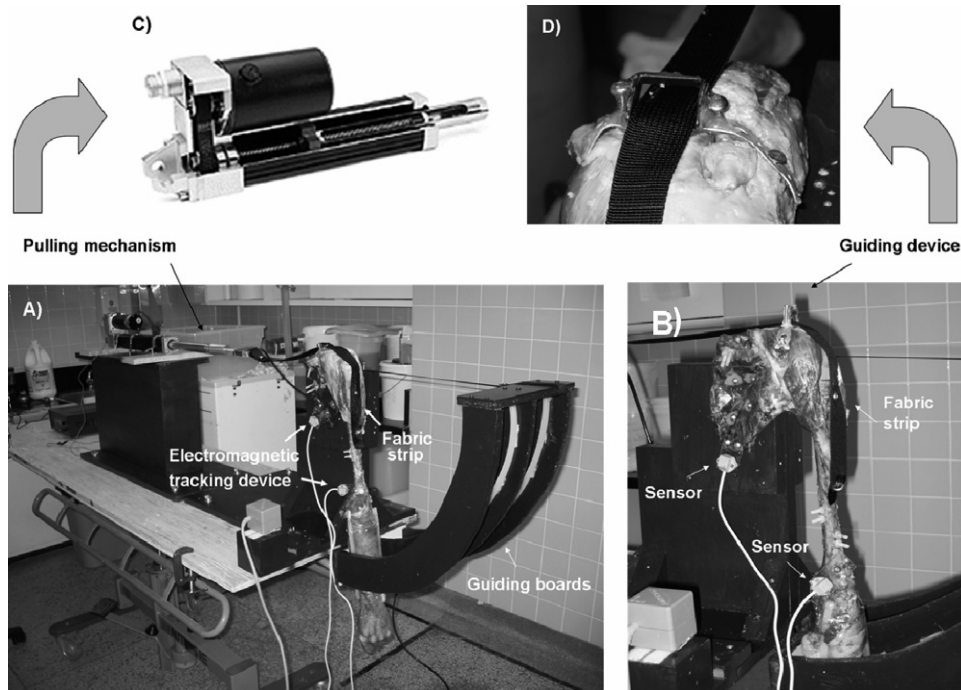 C)
D)
Pulling mechanism
Guiding device
A)
Fabric
strip
Electromagnetic
tracking device
Guiding boards
B)
Fabric
strip
Sensor
Sensor